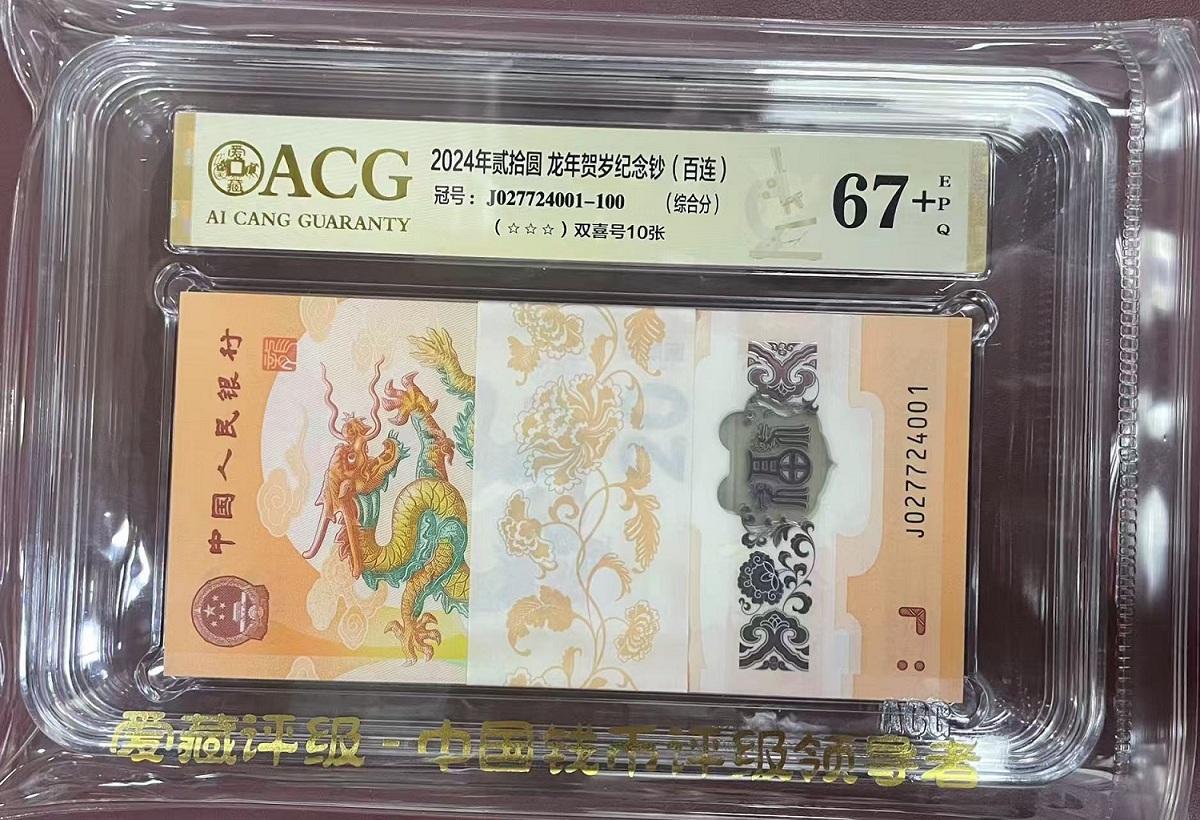 ACG
AI CANG GUARANTY
2024年贰拾圆 龙年贺岁纪念钞（百连）
冠号：J027724001-100 （综合分）
（☆☆☆）双喜号10张
67+
EPQ
中国人民银行
J027724001
ACG
爱藏评级-中国钱币评级领导者